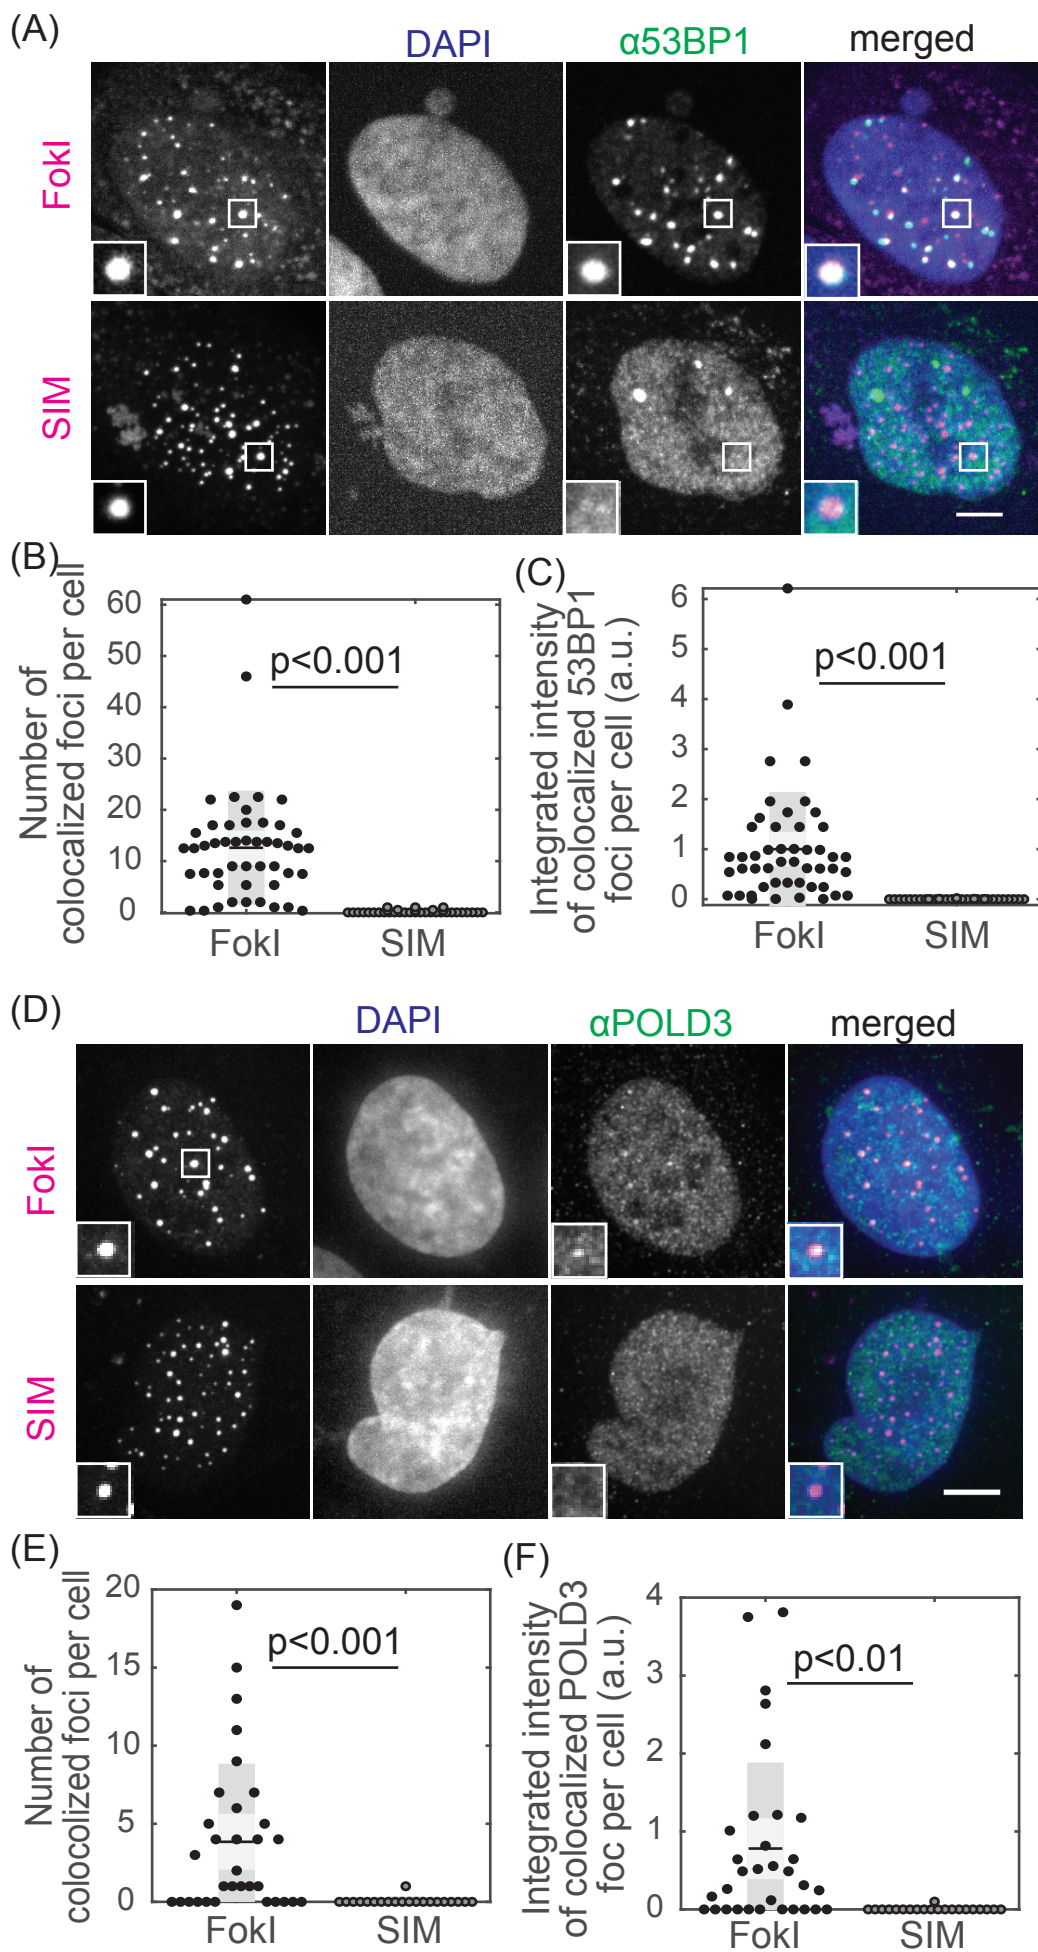 (A)
DAPI
α53BP1
merged
FokI
SIM
(B)
Number of
colocalized foci per cell
60
50
40
30
20
10
0
p<0.001
FokI
SIM
(C)
Integrated intensity
of colocalized 53BP1
foci per cell (a.u.)
6
5
4
3
2
1
0
p<0.001
FokI
SIM
(D)
DAPI
αPOLD3
merged
FokI
SIM
(E)
Number of
colocolized foci per cell
20
15
10
5
0
p<0.001
FokI
SIM
(F)
Integrated intensity
of colocalized POLD3
foc per cell (a.u.)
4
3
2
1
0
p<0.01
FokI
SIM